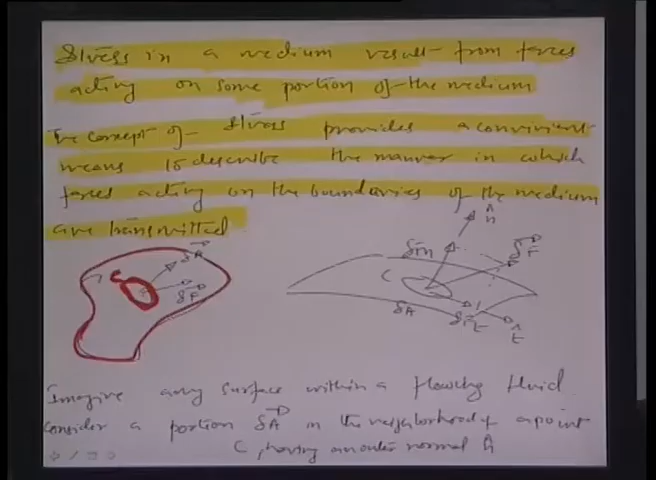 Stress in a medium result from forces
acting on some portion of the medium
The concept of stress provides a convinient
means to describe the manner in which
forces acting on the boundaries of the medium
are transmitted
δA
δF
C
n̂
δFn
δF
C
δA
δFt
t̂
Imagine any surface within a flowing fluid
Consider a portion δA in the neighborhood of a point
C, having an outer normal n̂